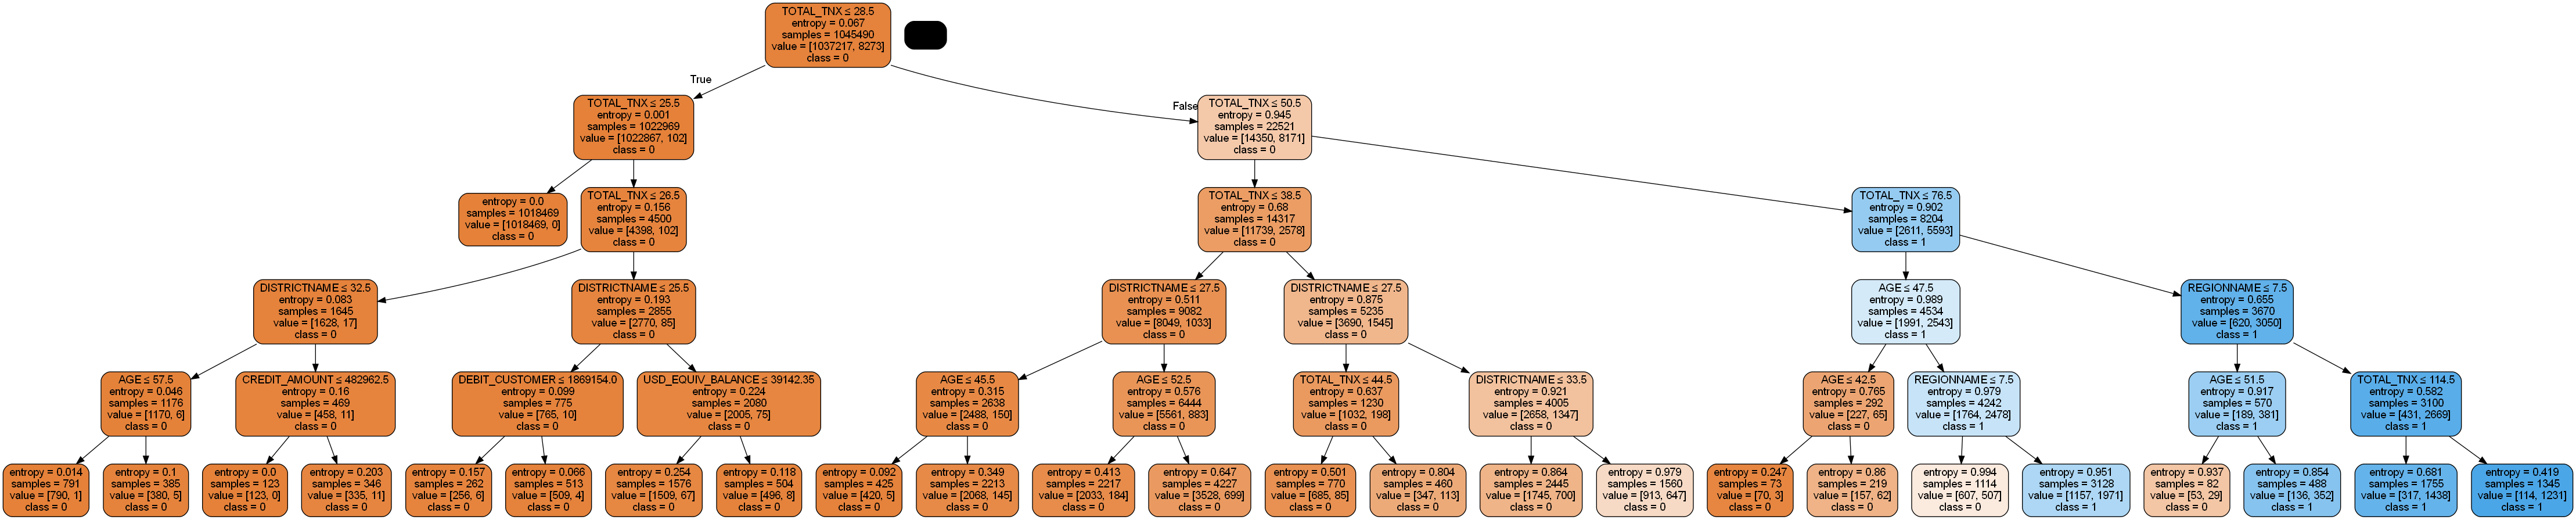 TOTAL_TNX ≤ 28.5
entropy = 0.067
samples = 1045490
value = [1037217, 8273]
class = 0
True
False
TOTAL_TNX ≤ 25.5
entropy = 0.001
samples = 1022969
value = [1022867, 102]
class = 0
TOTAL_TNX ≤ 50.5
entropy = 0.945
samples = 22521
value = [14350, 8171]
class = 0
entropy = 0.0
samples = 1018469
value = [1018469, 0]
class = 0
TOTAL_TNX ≤ 26.5
entropy = 0.156
samples = 4500
value = [4398, 102]
class = 0
TOTAL_TNX ≤ 38.5
entropy = 0.68
samples = 14317
value = [11739, 2578]
class = 0
TOTAL_TNX ≤ 76.5
entropy = 0.902
samples = 8204
value = [2611, 5593]
class = 1
DISTRICTNAME ≤ 32.5
entropy = 0.083
samples = 1645
value = [1628, 17]
class = 0
DISTRICTNAME ≤ 25.5
entropy = 0.193
samples = 2855
value = [2770, 85]
class = 0
DISTRICTNAME ≤ 27.5
entropy = 0.511
samples = 9082
value = [8049, 1033]
class = 0
DISTRICTNAME ≤ 27.5
entropy = 0.875
samples = 5235
value = [3690, 1545]
class = 0
AGE ≤ 47.5
entropy = 0.989
samples = 4534
value = [1991, 2543]
class = 1
REGIONNAME ≤ 7.5
entropy = 0.655
samples = 3670
value = [620, 3050]
class = 1
AGE ≤ 57.5
entropy = 0.046
samples = 1176
value = [1170, 6]
class = 0
CREDIT_AMOUNT ≤ 482962.5
entropy = 0.16
samples = 469
value = [458, 11]
class = 0
DEBIT_CUSTOMER ≤ 1869154.0
entropy = 0.099
samples = 775
value = [765, 10]
class = 0
USD_EQUIV_BALANCE ≤ 39142.35
entropy = 0.224
samples = 2080
value = [2005, 75]
class = 0
AGE ≤ 45.5
entropy = 0.315
samples = 2638
value = [2488, 150]
class = 0
AGE ≤ 52.5
entropy = 0.576
samples = 6444
value = [5561, 883]
class = 0
TOTAL_TNX ≤ 44.5
entropy = 0.637
samples = 1230
value = [1032, 198]
class = 0
DISTRICTNAME ≤ 33.5
entropy = 0.921
samples = 4005
value = [2658, 1347]
class = 0
AGE ≤ 42.5
entropy = 0.765
samples = 292
value = [227, 65]
class = 0
REGIONNAME ≤ 7.5
entropy = 0.979
samples = 4242
value = [1764, 2478]
class = 1
AGE ≤ 51.5
entropy = 0.917
samples = 570
value = [189, 381]
class = 1
TOTAL_TNX ≤ 114.5
entropy = 0.582
samples = 3100
value = [431, 2669]
class = 1
entropy = 0.014
samples = 791
value = [790, 1]
class = 0
entropy = 0.1
samples = 385
value = [380, 5]
class = 0
entropy = 0.0
samples = 123
value = [123, 0]
class = 0
entropy = 0.203
samples = 346
value = [335, 11]
class = 0
entropy = 0.157
samples = 262
value = [256, 6]
class = 0
entropy = 0.066
samples = 513
value = [509, 4]
class = 0
entropy = 0.254
samples = 1576
value = [1509, 67]
class = 0
entropy = 0.118
samples = 504
value = [496, 8]
class = 0
entropy = 0.092
samples = 425
value = [420, 5]
class = 0
entropy = 0.349
samples = 2213
value = [2068, 145]
class = 0
entropy = 0.413
samples = 2217
value = [2033, 184]
class = 0
entropy = 0.647
samples = 4227
value = [3528, 699]
class = 0
entropy = 0.501
samples = 770
value = [685, 85]
class = 0
entropy = 0.804
samples = 460
value = [347, 113]
class = 0
entropy = 0.864
samples = 2445
value = [1745, 700]
class = 0
entropy = 0.979
samples = 1560
value = [913, 647]
class = 0
entropy = 0.247
samples = 73
value = [70, 3]
class = 0
entropy = 0.86
samples = 219
value = [157, 62]
class = 0
entropy = 0.994
samples = 1114
value = [607, 507]
class = 0
entropy = 0.951
samples = 3128
value = [1157, 1971]
class = 1
entropy = 0.937
samples = 82
value = [53, 29]
class = 0
entropy = 0.854
samples = 488
value = [136, 352]
class = 1
entropy = 0.681
samples = 1755
value = [317, 1438]
class = 1
entropy = 0.419
samples = 1345
value = [114, 1231]
class = 1